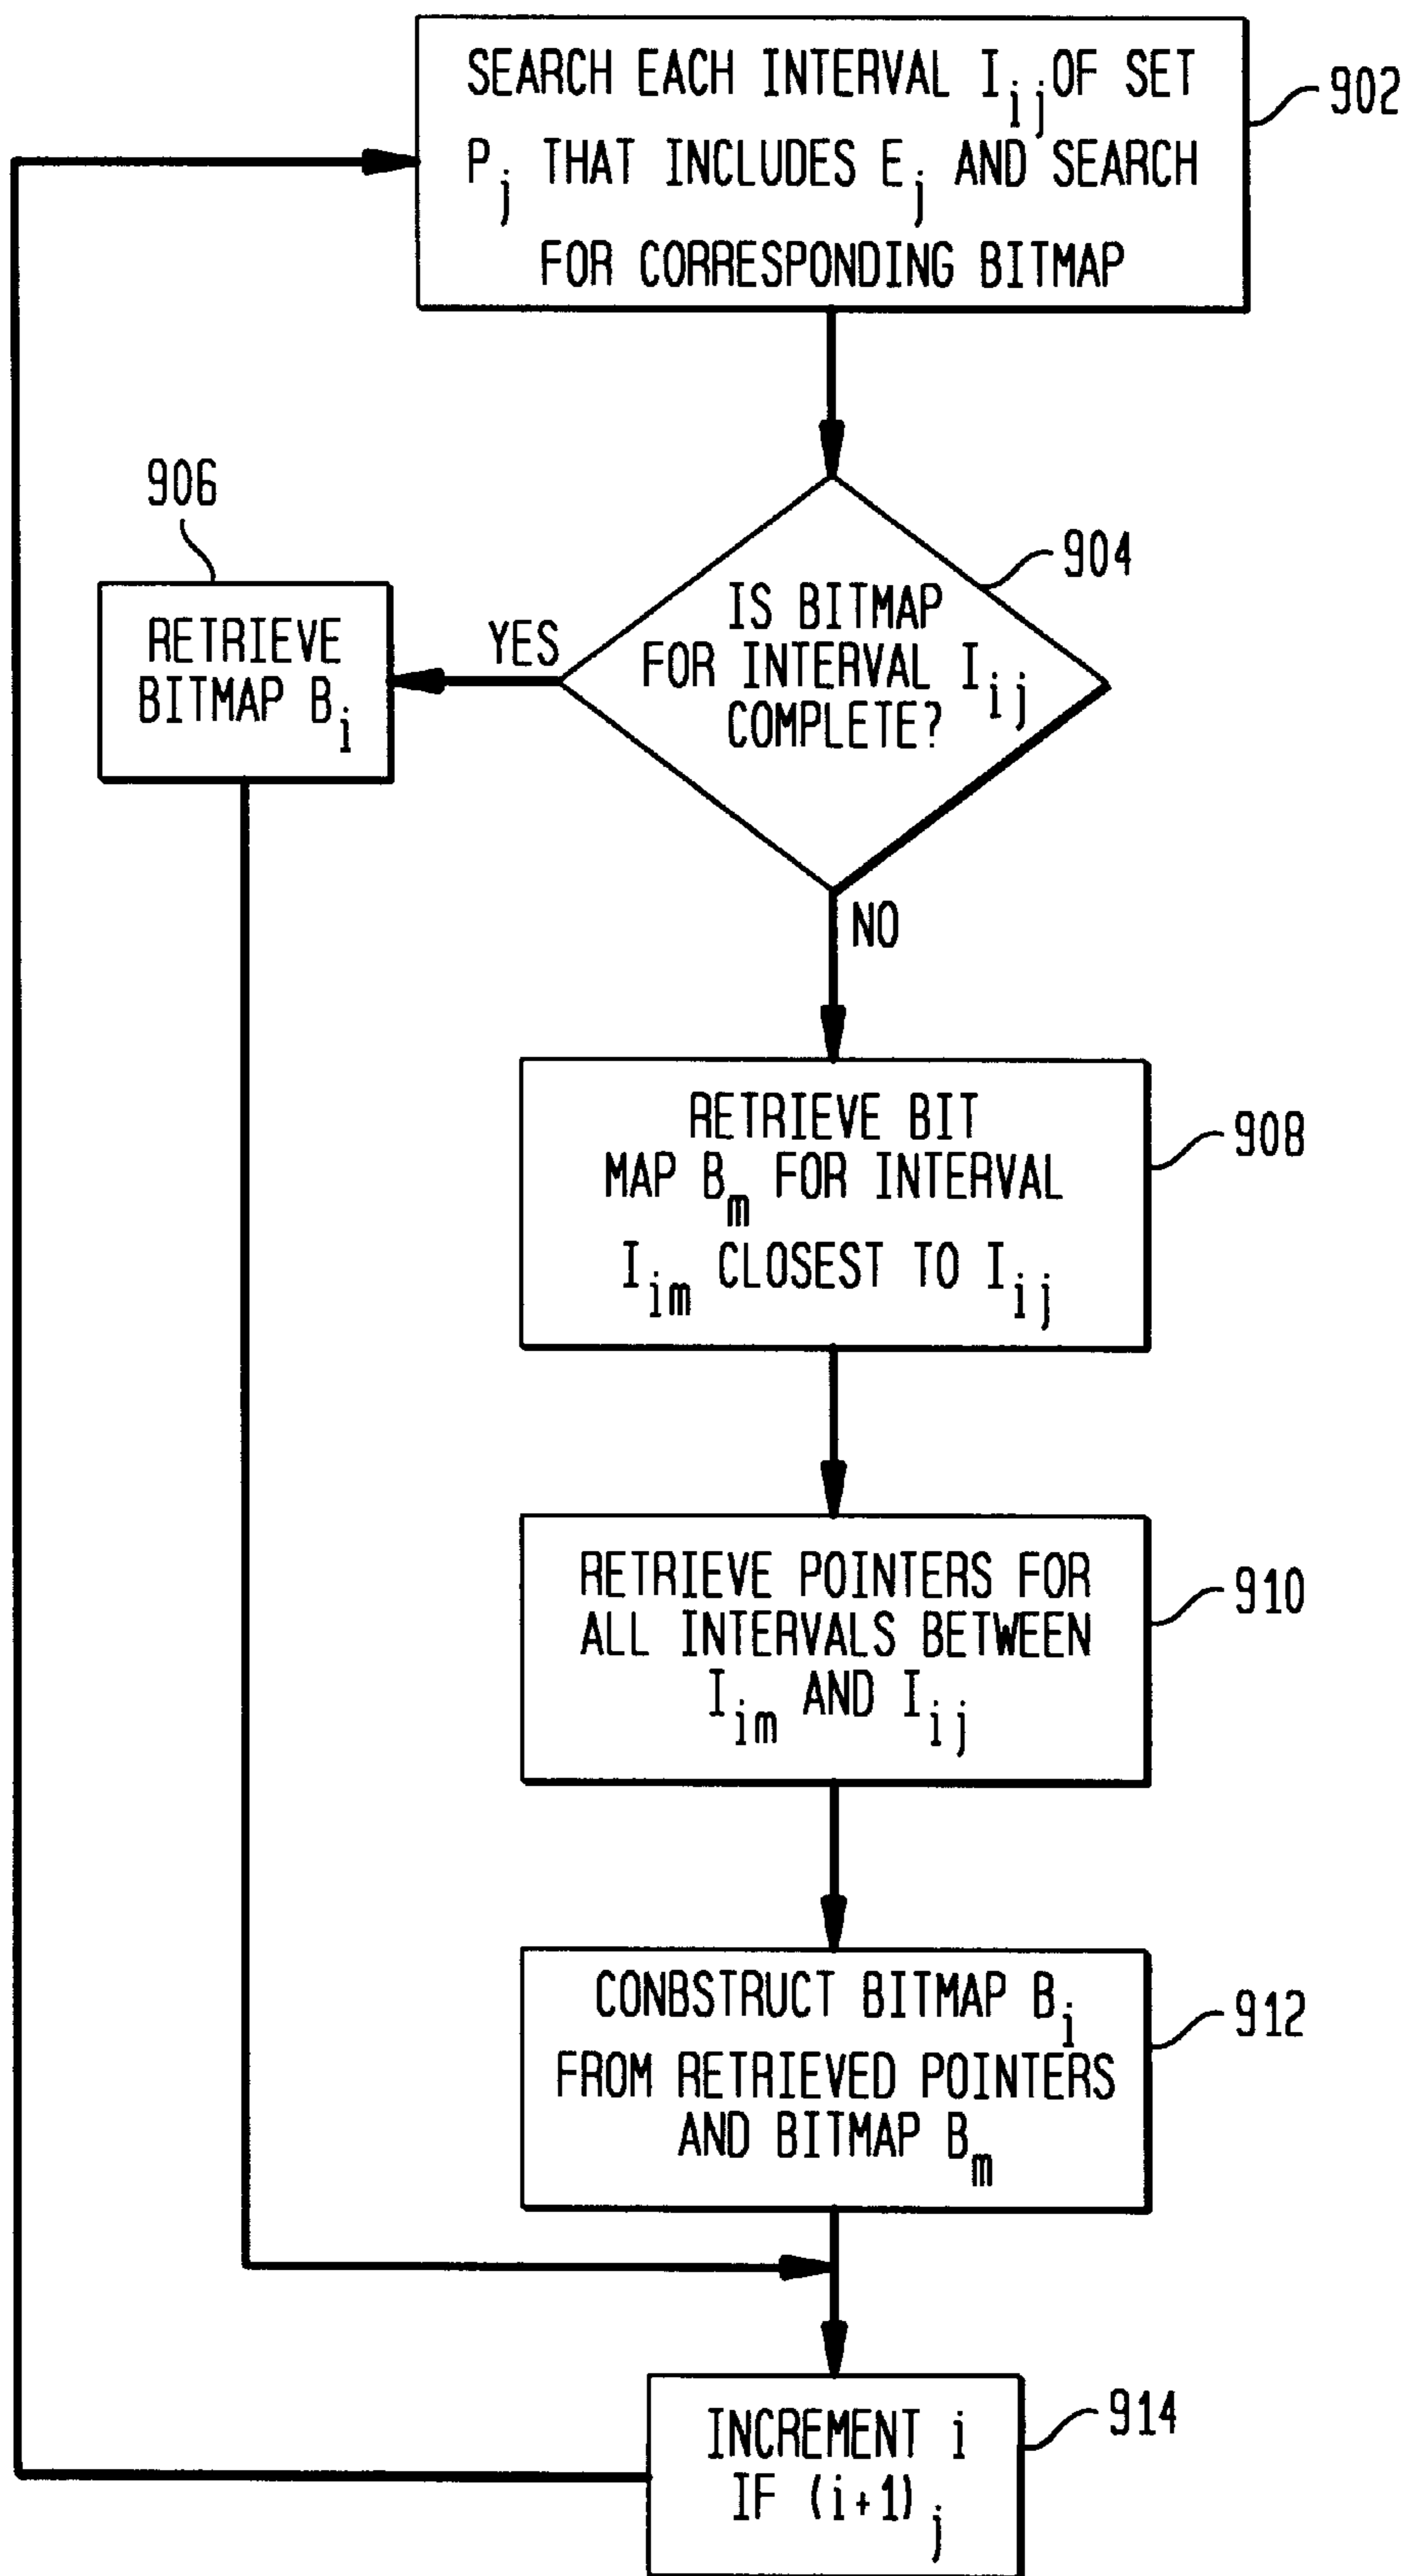 SEARCH EACH INTERVAL I_ij OF SET
P_j THAT INCLUDES E_j AND SEARCH
FOR CORRESPONDING BITMAP
902
906
904
RETRIEVE
BITMAP B_i
YES
IS BITMAP
FOR INTERVAL I_ij
COMPLETE?
NO
RETRIEVE BIT
MAP B_m FOR INTERVAL
I_im CLOSEST TO I_ij
908
RETRIEVE POINTERS FOR
ALL INTERVALS BETWEEN
I_im AND I_ij
910
CONBSTRUCT BITMAP B_i
FROM RETRIEVED POINTERS
AND BITMAP B_m
912
INCREMENT i
IF (i+1)_j
914